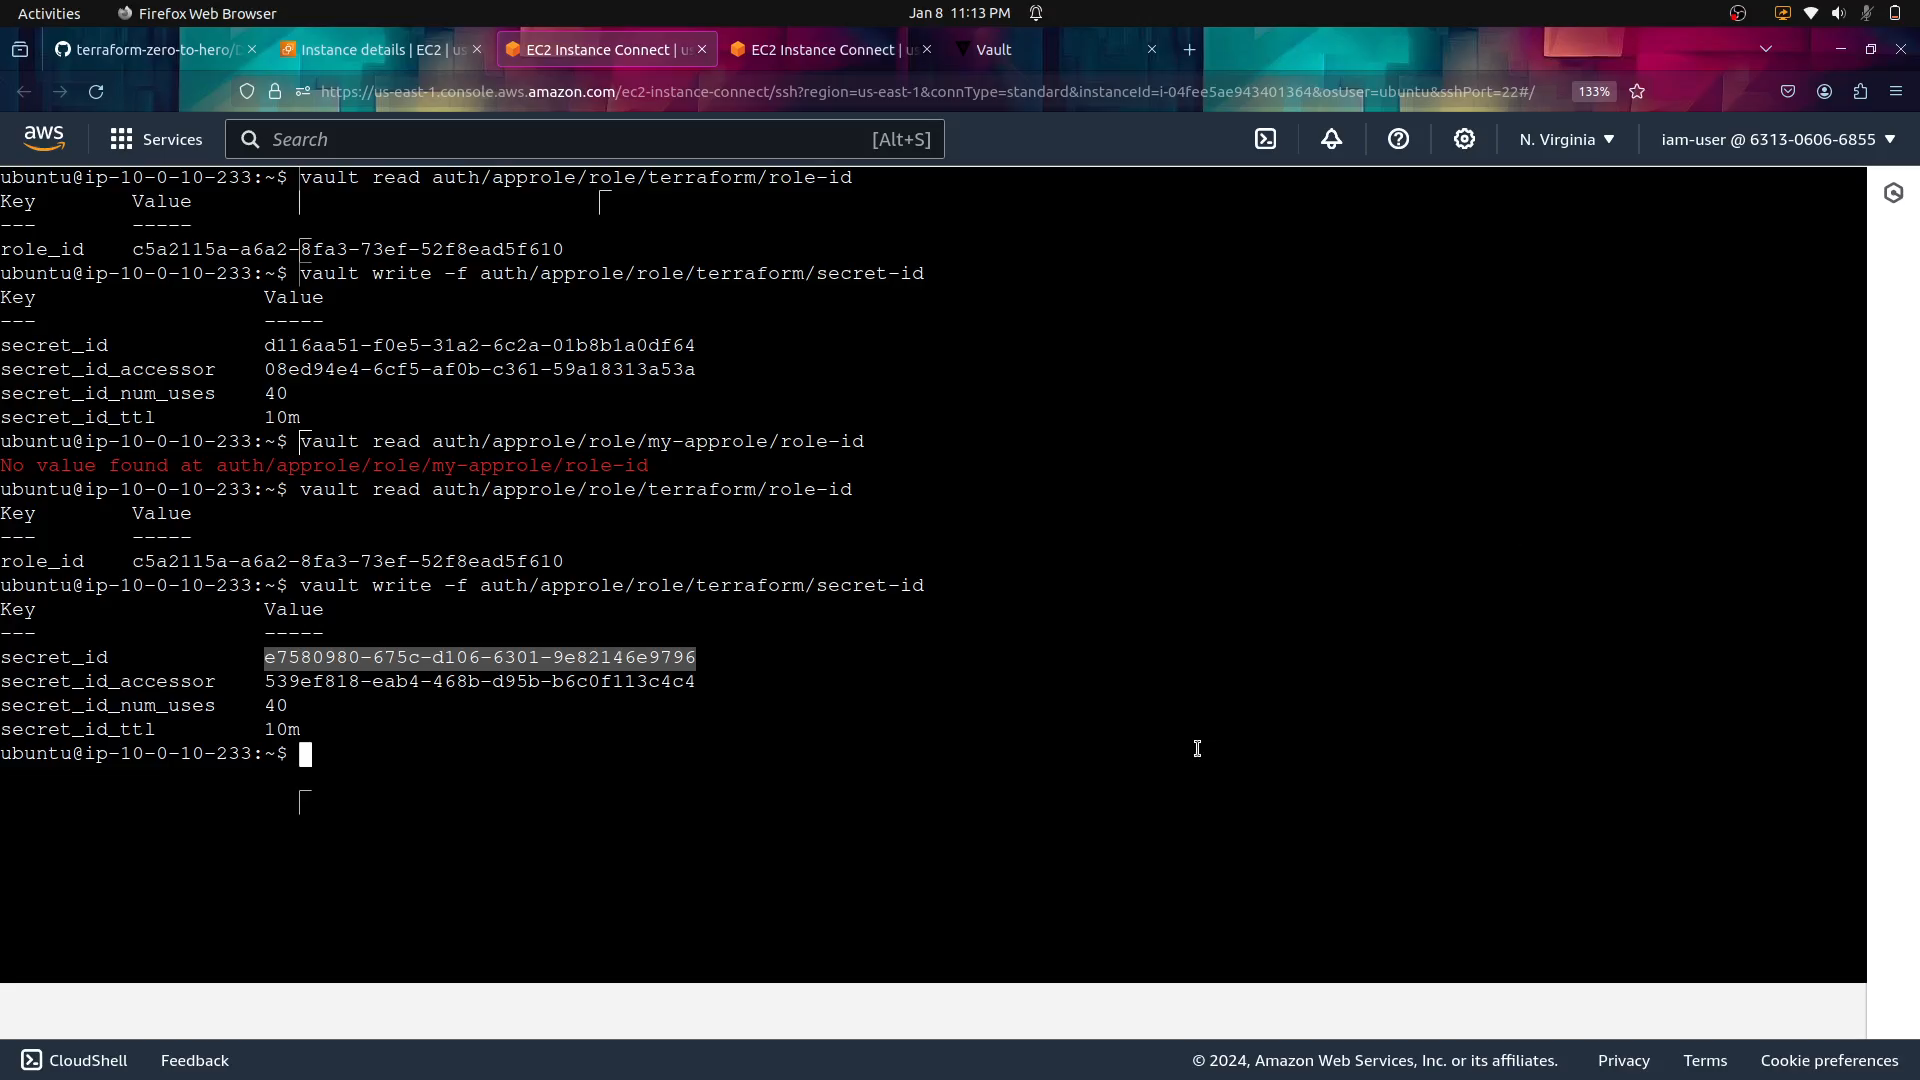 Activities Firefox Web Browser Jan 8 11:13 PM
terraform-zero-to-hero/ Instance details | EC2 | us EC2 Instance Connect | us EC2 Instance Connect | us Vault
https://us-east-1.console.aws.amazon.com/ec2-instance-connect/ssh?region=us-east-1&connType=standard&instanceId=i-04fee5ae943401364&osUser=ubuntu&sshPort=22#/ 133%
aws Services Search [Alt+S] N. Virginia iam-user @ 6313-0606-6855
ubuntu@ip-10-0-10-233:~$ vault read auth/approle/role/terraform/role-id
Key Value
--- -----
role_id c5a2115a-a6a2-8fa3-73ef-52f8ead5f610
ubuntu@ip-10-0-10-233:~$ vault write -f auth/approle/role/terraform/secret-id
Key Value
--- -----
secret_id d116aa51-f0e5-31a2-6c2a-01b8b1a0df64
secret_id_accessor 08ed94e4-6cf5-af0b-c361-59a18313a53a
secret_id_num_uses 40
secret_id_ttl 10m
ubuntu@ip-10-0-10-233:~$ vault read auth/approle/role/my-approle/role-id
No value found at auth/approle/role/my-approle/role-id
ubuntu@ip-10-0-10-233:~$ vault read auth/approle/role/terraform/role-id
Key Value
--- -----
role_id c5a2115a-a6a2-8fa3-73ef-52f8ead5f610
ubuntu@ip-10-0-10-233:~$ vault write -f auth/approle/role/terraform/secret-id
Key Value
--- -----
secret_id e7580980-675c-d106-6301-9e82146e9796
secret_id_accessor 539ef818-eab4-468b-d95b-b6c0f113c4c4
secret_id_num_uses 40
secret_id_ttl 10m
ubuntu@ip-10-0-10-233:~$
CloudShell Feedback © 2024, Amazon Web Services, Inc. or its affiliates. Privacy Terms Cookie preferences